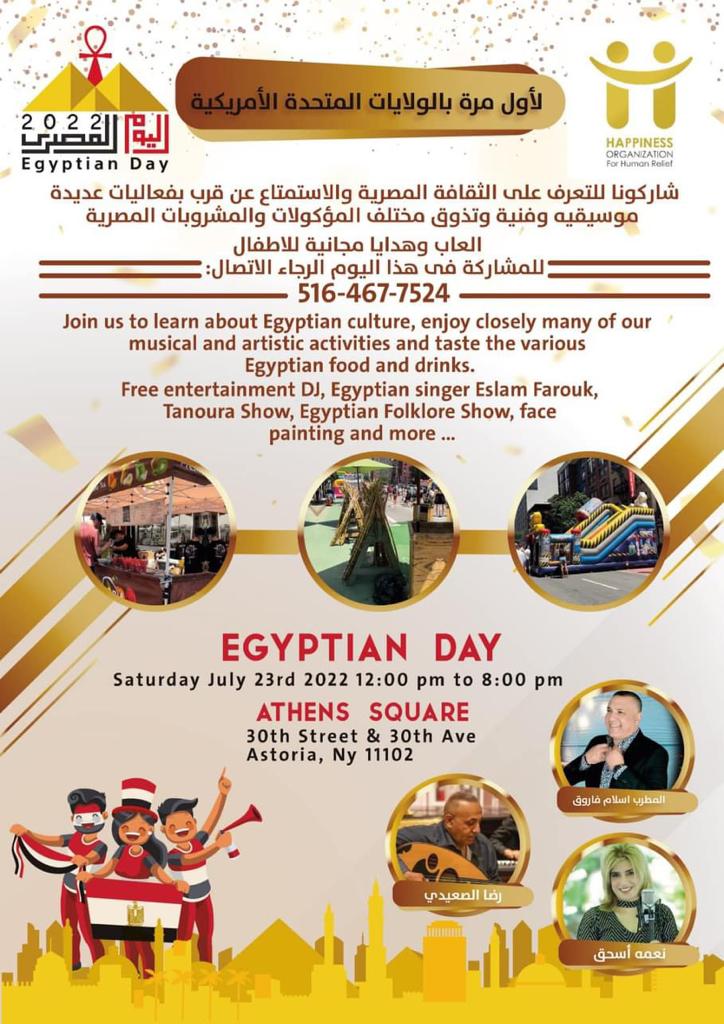 2022
اليوم المصري
Egyptian Day
لأول مرة بالولايات المتحدة الأمريكية
HAPPINESS
ORGANIZATION
For Human Relief
شاركونا للتعرف على الثقافة المصرية والاستمتاع عن قرب بفعاليات عديدة
موسيقيه وفنية وتذوق مختلف المؤكولات والمشروبات المصرية
العاب وهدايا مجانية للاطفال
للمشاركة فى هذا اليوم الرجاء الاتصال:
516-467-7524
Join us to learn about Egyptian culture, enjoy closely many of our
musical and artistic activities and taste the various
Egyptian food and drinks.
Free entertainment DJ, Egyptian singer Eslam Farouk,
Tanoura Show, Egyptian Folklore Show, face
painting and more ...
EGYPTIAN DAY
Saturday July 23rd 2022 12:00 pm to 8:00 pm
ATHENS SQUARE
30th Street & 30th Ave
Astoria, Ny 11102
المطرب اسلام فاروق
رضا الصعيدي
نعمه أسحق